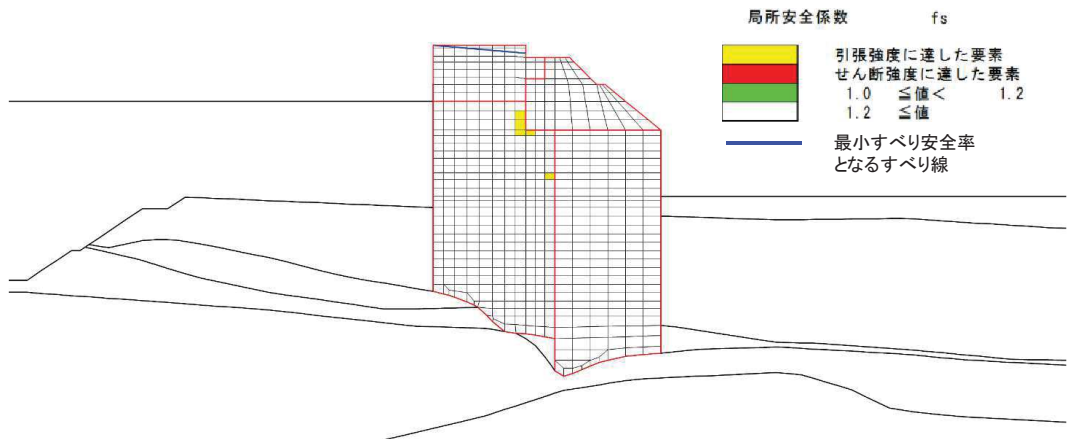 局所安全係数 fs
引張強度に達した要素
せん断強度に達した要素
1.0 ≦値< 1.2
1.2 ≦値
最小すべり安全率
となるすべり線